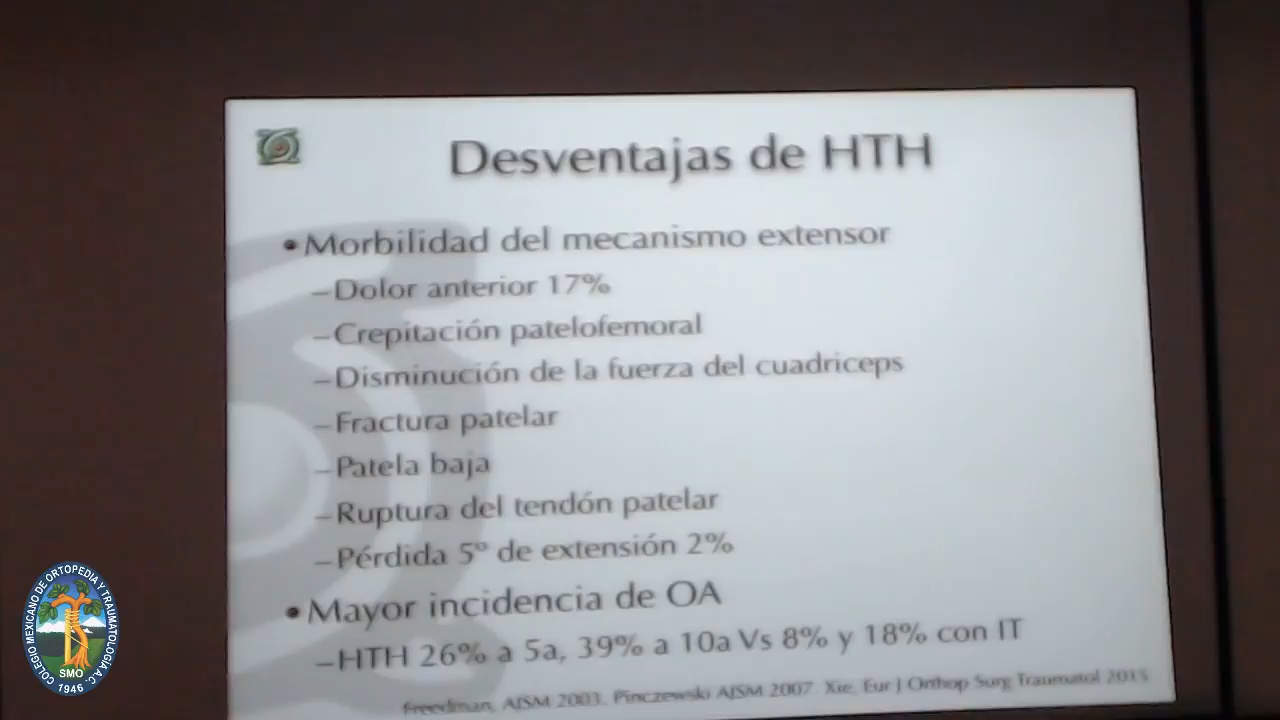 Desventajas de HTH
•Morbilidad del mecanismo extensor
–Dolor anterior 17%
–Crepitación patelofemoral
–Disminución de la fuerza del cuadriceps
–Fractura patelar
–Patela baja
–Ruptura del tendón patelar
–Pérdida 5º de extensión 2%
•Mayor incidencia de OA
–HTH 26% a 5a, 39% a 10a Vs 8% y 18% con IT
Freedman, AJSM 2003. Pinczewski AJSM 2007. Xie, Eur J Orthop Surg Traumatol 2015
COLEGIO MEXICANO DE ORTOPEDIA Y TRAUMATOLOGÍA A.C.
SMO
1946